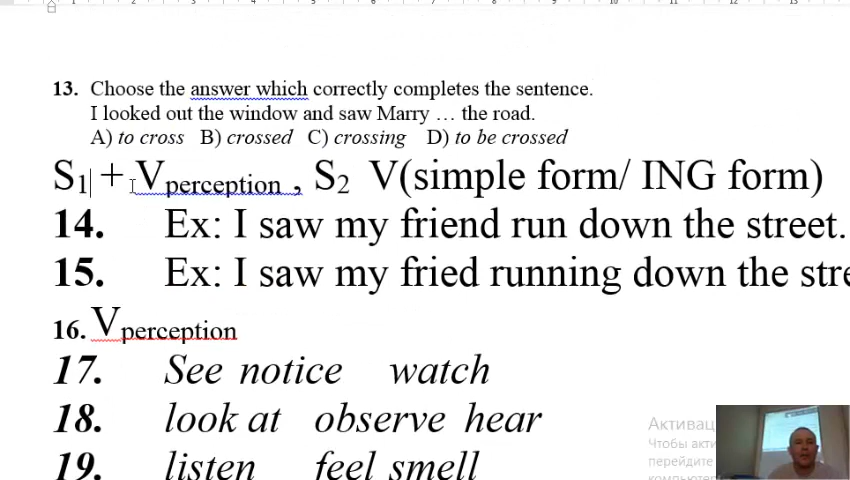 13. Choose the answer which correctly completes the sentence.
I looked out the window and saw Marry … the road.
A) to cross B) crossed C) crossing D) to be crossed
S1 + Vperception , S2 V(simple form/ ING form)
14. Ex: I saw my friend run down the street.
15. Ex: I saw my fried running down the stre
16. Vperception
17. See notice watch
18. look at observe hear
19. listen feel smell
Активац
Чтобы акти
перейдите
компьютер